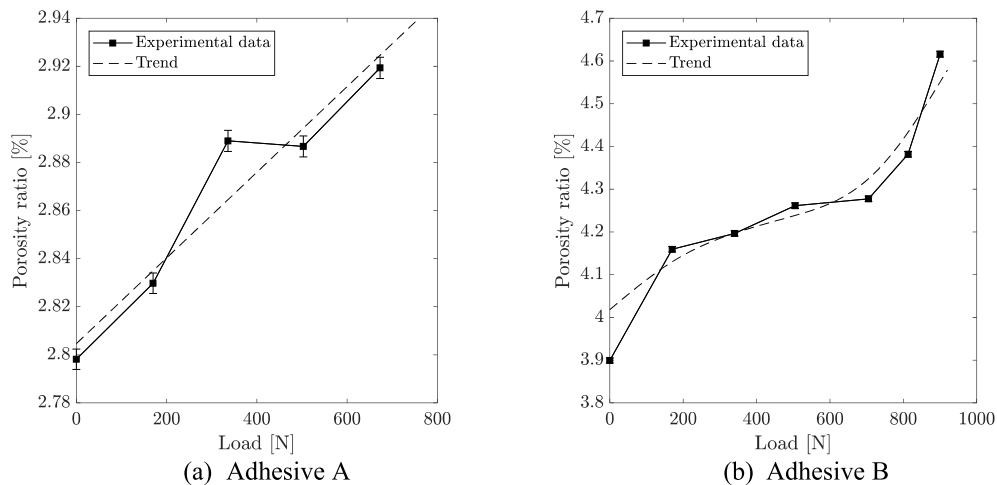 2.94
2.92
2.9
2.88
2.86
2.84
2.82
2.8
2.78
Porosity ratio [%]
Experimental data
Trend
0 200 400 600 800
Load [N]
(a) Adhesive A
4.7
4.6
4.5
4.4
4.3
4.2
4.1
4
3.9
3.8
Porosity ratio [%]
Experimental data
Trend
0 200 400 600 800 1000
Load [N]
(b) Adhesive B